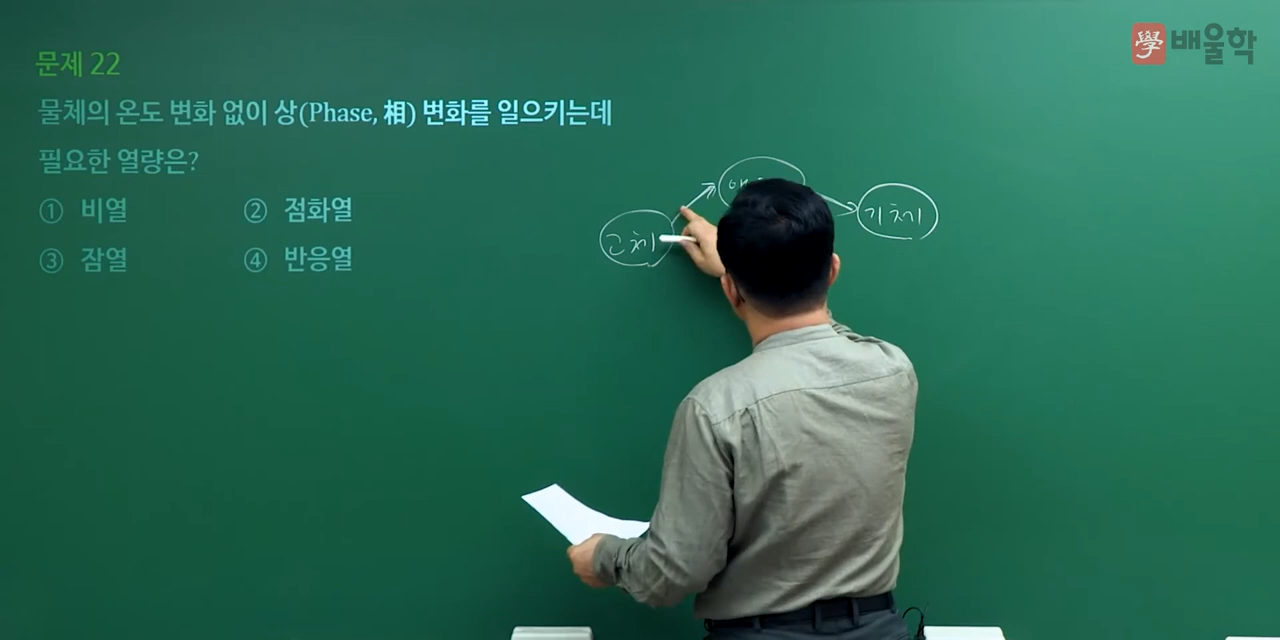 學 배울학
문제 22
물체의 온도 변화 없이 상(Phase, 相) 변화를 일으키는데
필요한 열량은?
① 비열 ② 점화열
③ 잠열 ④ 반응열
고체
기체